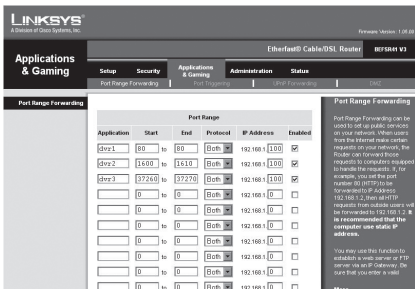 LINKSYS®
A Division of Cisco Systems, Inc.
Firmware Version: 1.05.00
Etherfast® Cable/DSL Router BEFSR41 V3
Applications & Gaming
Setup Security Applications & Gaming Administration Status
Port Range Forwarding Port Triggering UPnP Forwarding DMZ
Port Range Forwarding
Port Range
Application Start End Protocol IP Address Enabled
dvr1 80 to 80 Both 192.168.1.100
dvr2 1600 to 1610 Both 192.168.1.100
dvr3 37260 to 37270 Both 192.168.1.100
0 to 0 Both 192.168.1.0
0 to 0 Both 192.168.1.0
0 to 0 Both 192.168.1.0
0 to 0 Both 192.168.1.0
0 to 0 Both 192.168.1.0
0 to 0 Both 192.168.1.0
Port Range Forwarding
Port Range Forwarding can be
used to set up public services
on your network. When users
from the Internet make certain
requests on your network, the
Router can forward those
requests to computers equipped
to handle the requests. If, for
example, you set the port
number 80 (HTTP) to be
forwarded to IP Address
192.168.1.2, then all HTTP
requests from outside users will
be forwarded to 192.168.1.2. It
is recommended that the
computer use static IP
address.
You may use this function to
establish a web server or FTP
server via an IP Gateway. Be
sure that you enter a valid